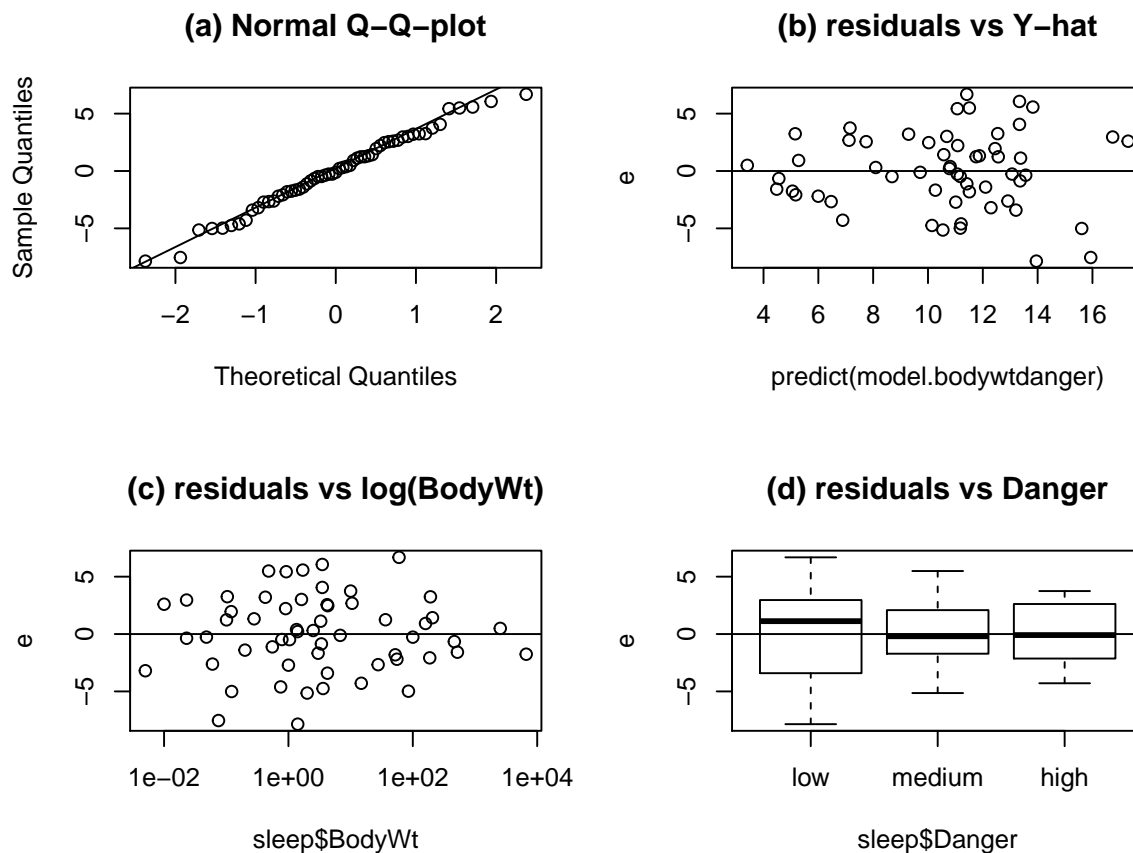 (a) Normal Q−Q−plot
Sample Quantiles
5
0
−5
−2
−1
0
1
2
Theoretical Quantiles
(b) residuals vs Y−hat
e
5
0
−5
4
6
8
10
12
14
16
predict(model.bodywtdanger)
(c) residuals vs log(BodyWt)
e
5
0
−5
1e−02
1e+00
1e+02
1e+04
sleep$BodyWt
(d) residuals vs Danger
e
5
0
−5
low
medium
high
sleep$Danger